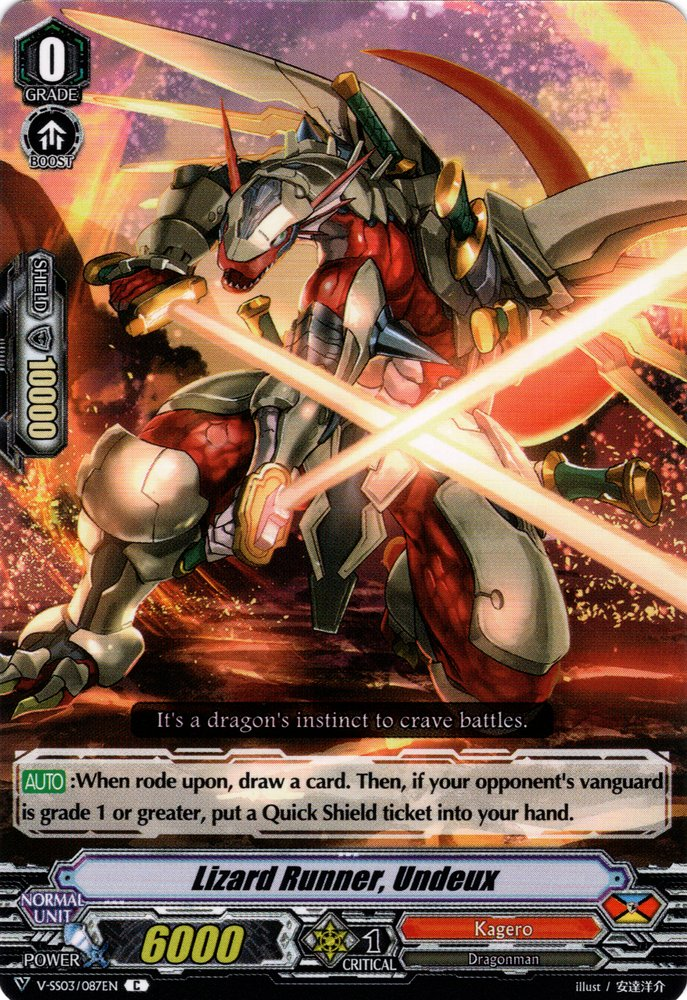 0
GRADE
BOOST
SHIELD
10000
It's a dragon's instinct to crave battles.
AUTO :When rode upon, draw a card. Then, if your opponent's vanguard
is grade 1 or greater, put a Quick Shield ticket into your hand.
Lizard Runner, Undeux
NORMAL
UNIT
POWER 6000
1
CRITICAL
Kagero
Dragonman
V V-SS03/087EN C
illust / 安達洋介